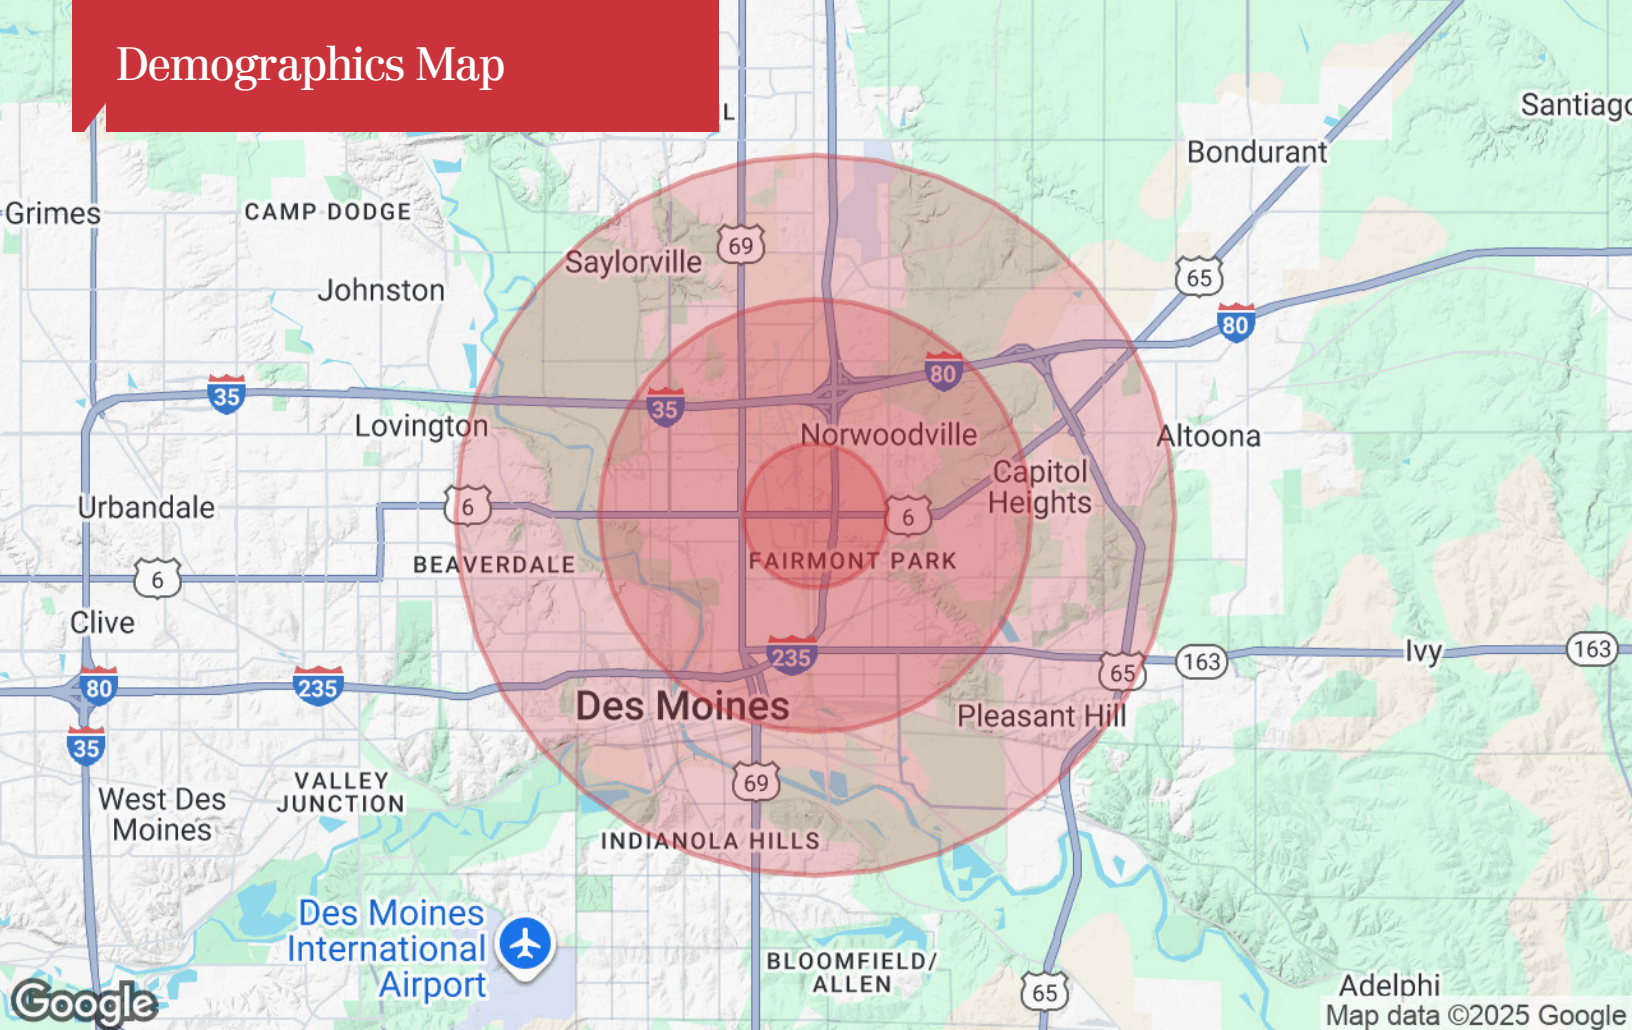 Demographics Map
L
Santiago
Bondurant
Grimes
CAMP DODGE
69
Saylorville
65
Johnston
80
80
35
35
Lovington
Norwoodville
Altoona
Capitol
Heights
Urbandale
6
6
BEAVERDALE
FAIRMONT PARK
6
Clive
235
65
163
Ivy
163
80
235
Des Moines
Pleasant Hill
35
69
VALLEY
JUNCTION
West Des
Moines
INDIANOLA HILLS
Des Moines
International
Airport
BLOOMFIELD/
ALLEN
65
Adelphi
Google
Map data ©2025 Google